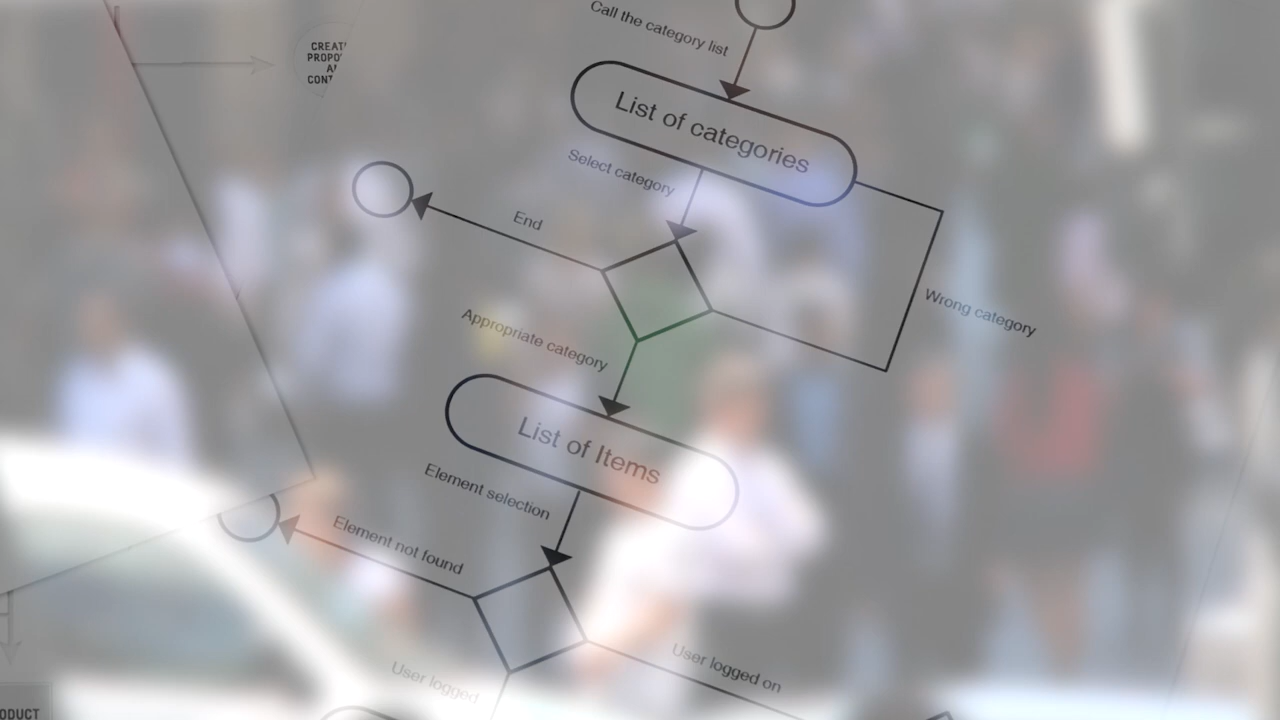 Call the category list
CREAT
PROPO
A
CONT
List of categories
Select category
End
Wrong category
Appropriate category
List of Items
Element selection
Element not found
User logged on
User logged
ODUCT